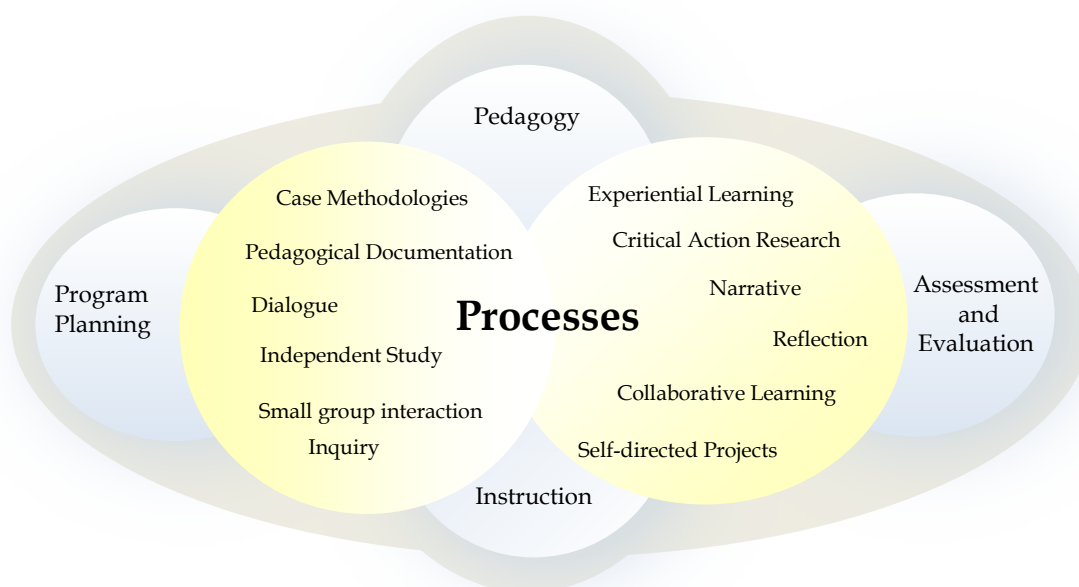 Pedagogy
Case Methodologies
Pedagogical Documentation
Dialogue
Independent Study
Small group interaction
Inquiry
Processes
Experiential Learning
Critical Action Research
Narrative
Reflection
Collaborative Learning
Self-directed Projects
Program
Planning
Assessment
and
Evaluation
Instruction